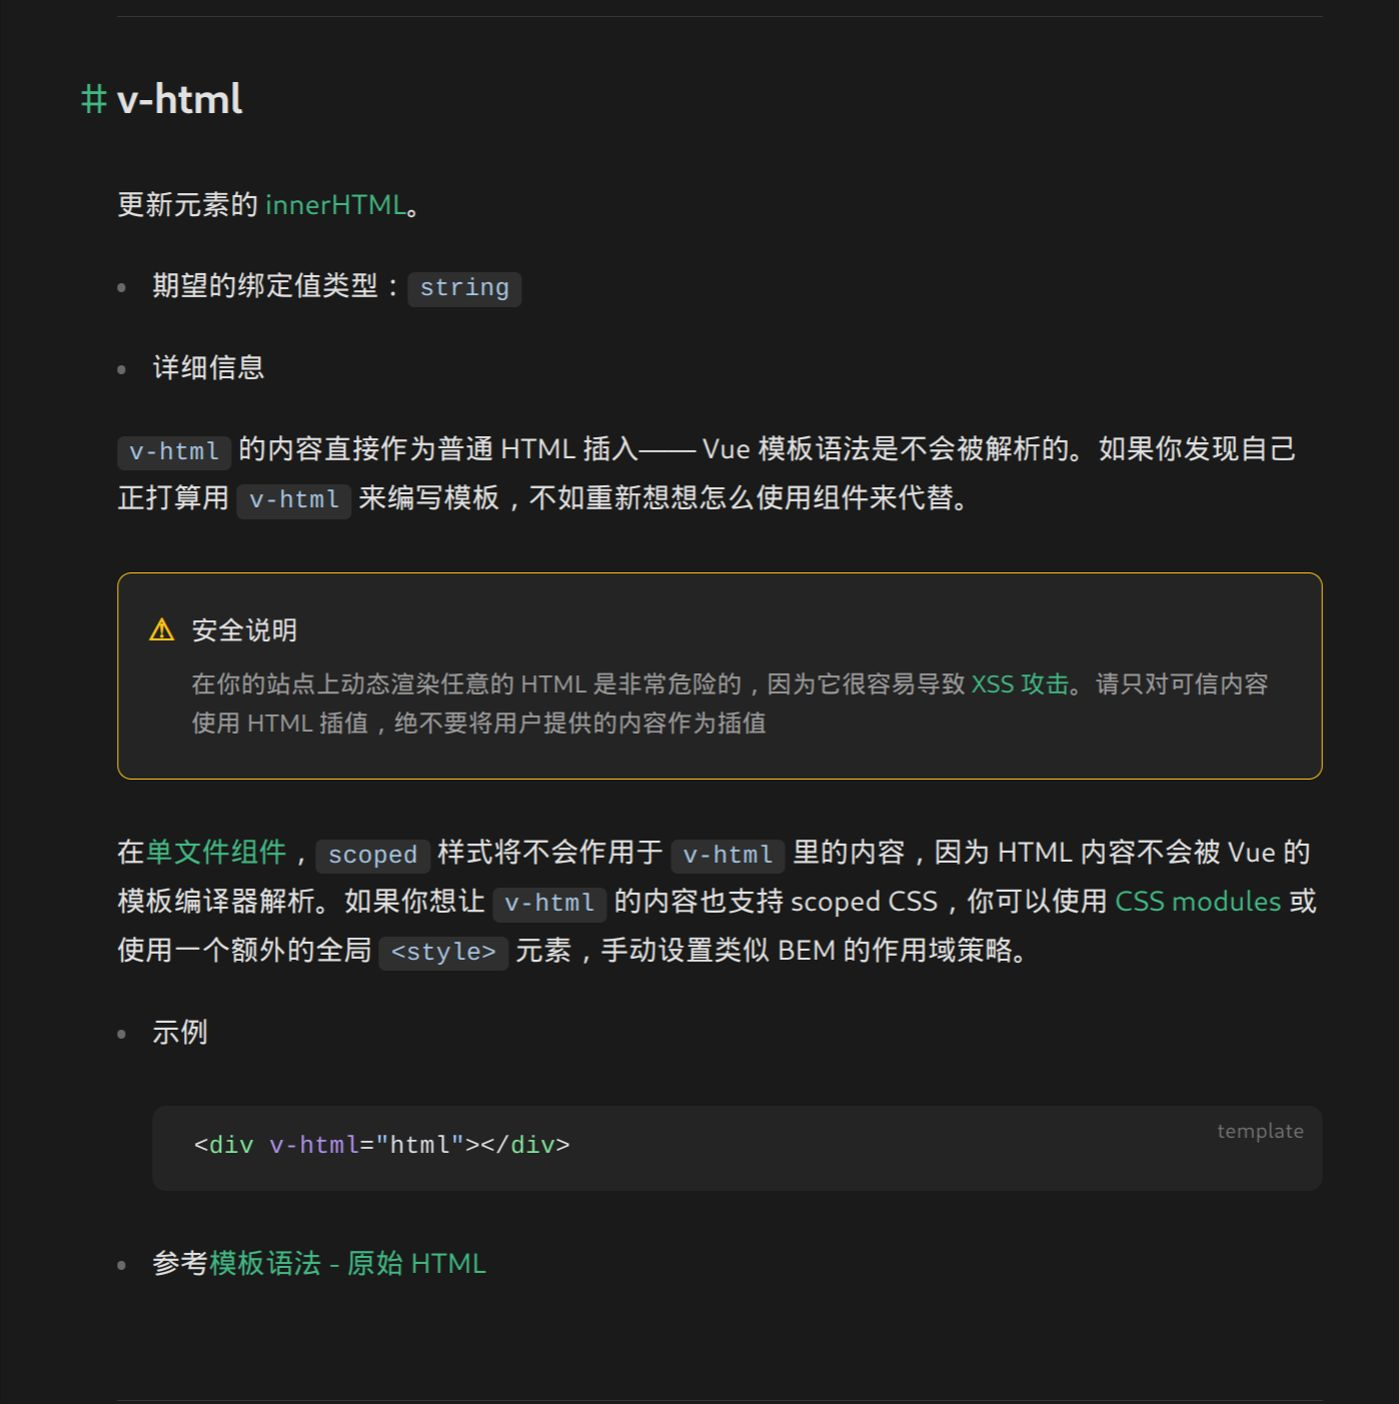 # v-html
更新元素的 innerHTML。
• 期望的绑定值类型：string
• 详细信息
v-html 的内容直接作为普通 HTML 插入—— Vue 模板语法是不会被解析的。如果你发现自己
正打算用 v-html 来编写模板，不如重新想想怎么使用组件来代替。
⚠ 安全说明
在你的站点上动态渲染任意的 HTML 是非常危险的，因为它很容易导致 XSS 攻击。请只对可信内容
使用 HTML 插值，绝不要将用户提供的内容作为插值
在单文件组件，scoped 样式将不会作用于 v-html 里的内容，因为 HTML 内容不会被 Vue 的
模板编译器解析。如果你想让 v-html 的内容也支持 scoped CSS，你可以使用 CSS modules 或
使用一个额外的全局 <style> 元素，手动设置类似 BEM 的作用域策略。
• 示例
template
<div v-html="html"></div>
• 参考模板语法 - 原始 HTML